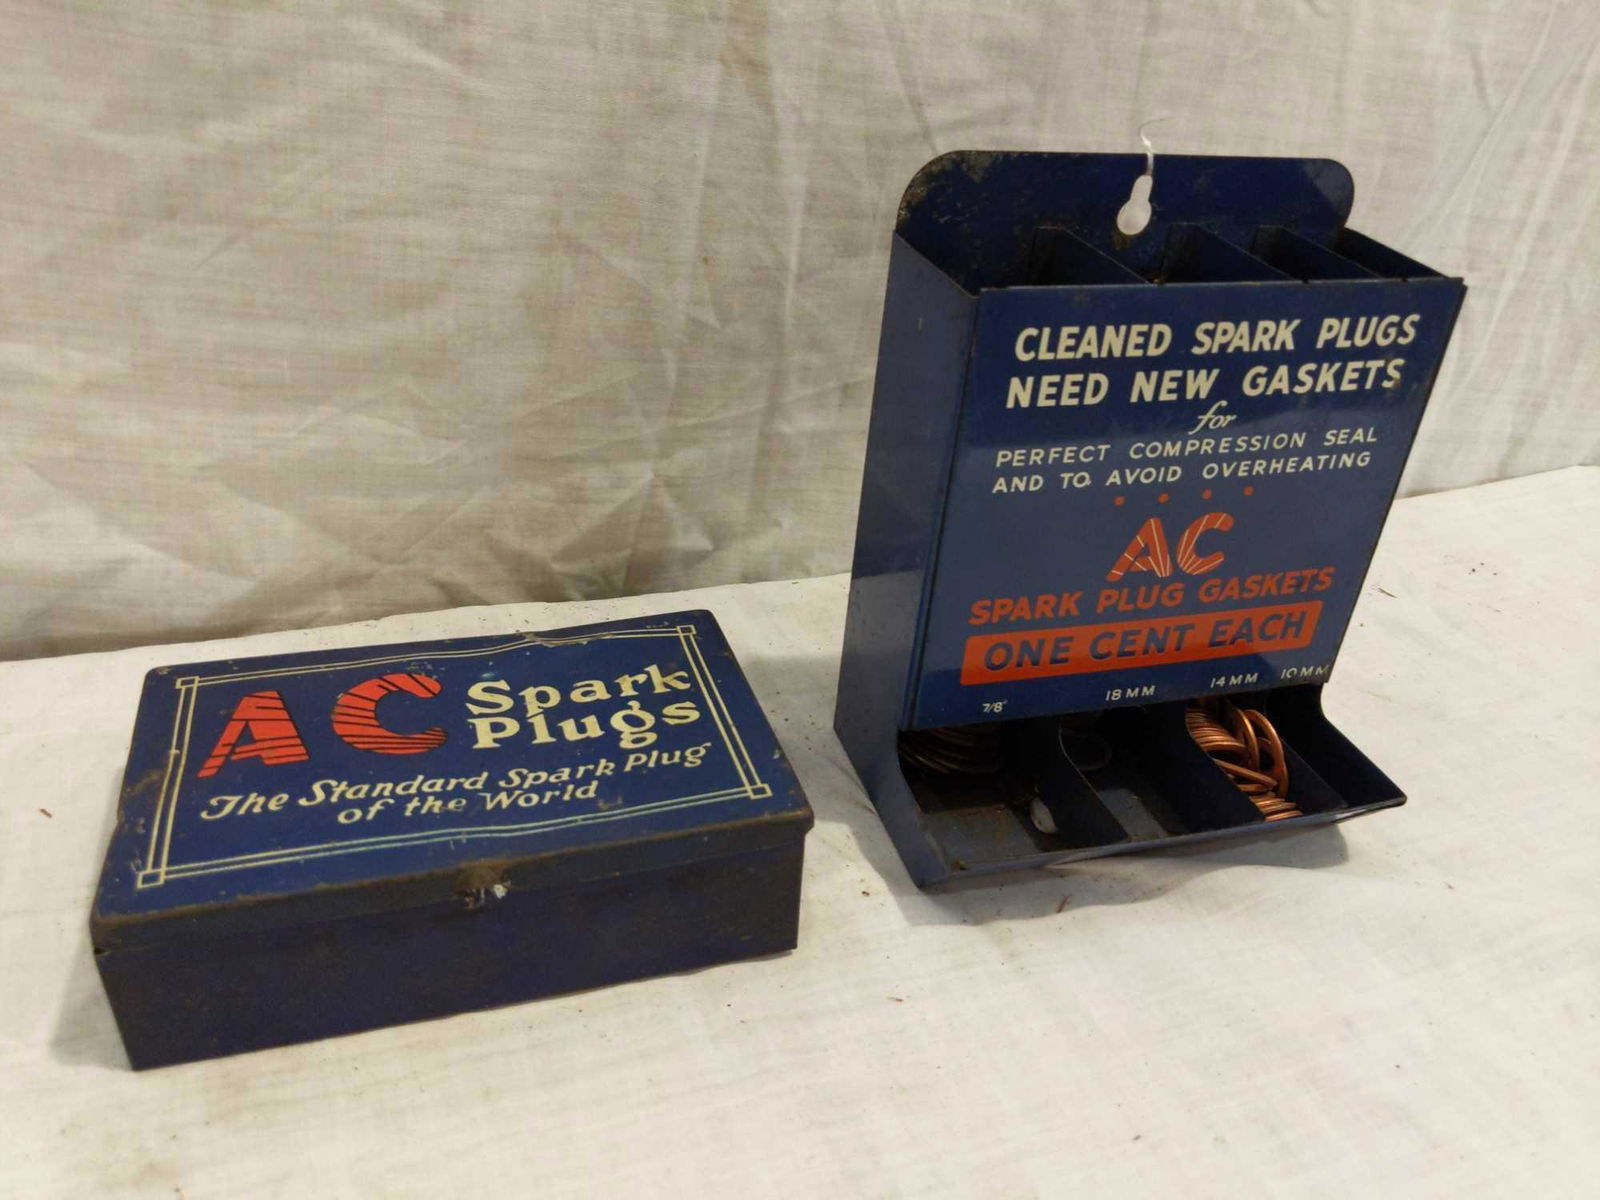 AC Spark
Plugs
The Standard Spark Plug
of the World
CLEANED SPARK PLUGS
NEED NEW GASKETS
for
PERFECT COMPRESSION SEAL
AND TO AVOID OVERHEATING
AC
SPARK PLUG GASKETS
ONE CENT EACH
7/8" 18 MM 14 MM 10 MM